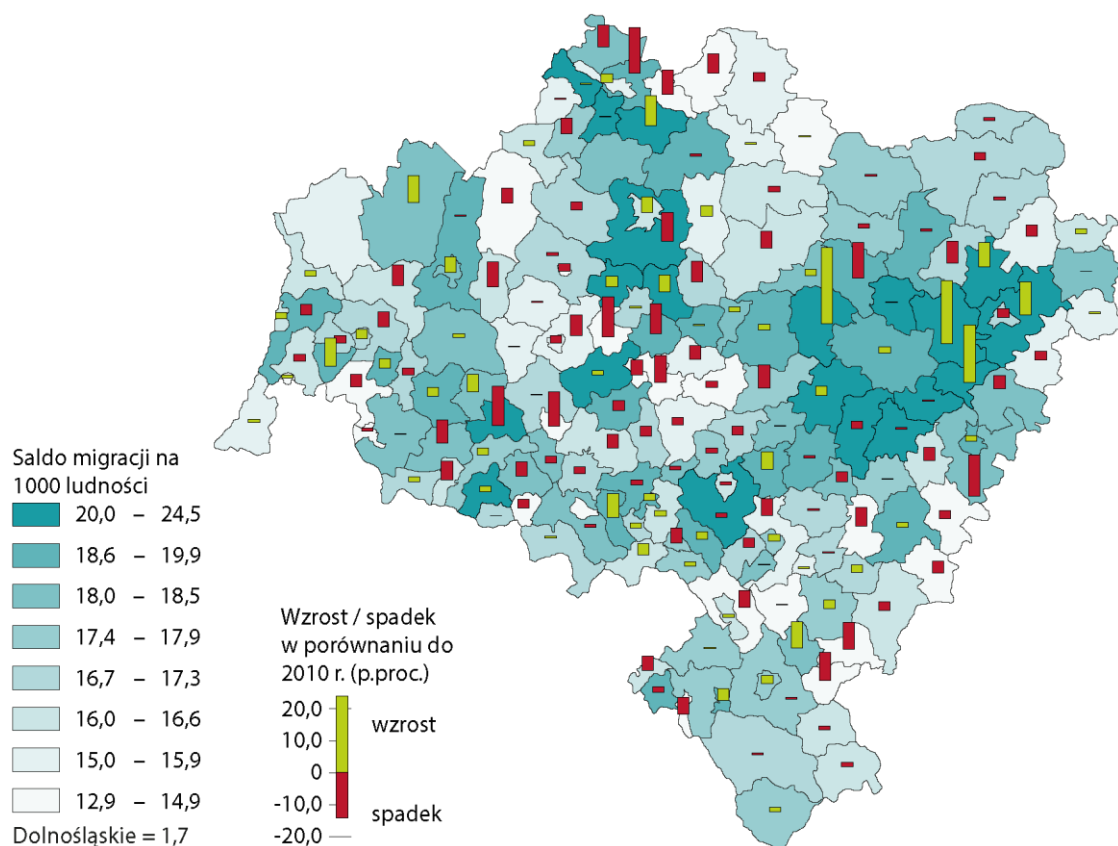 Saldo migracji na
1000 ludności
20,0 – 24,5
18,6 – 19,9
18,0 – 18,5
17,4 – 17,9
16,7 – 17,3
16,0 – 16,6
15,0 – 15,9
12,9 – 14,9
Dolnośląskie = 1,7
Wzrost / spadek
w porównaniu do
2010 r. (p.proc.)
20,0
wzrost
10,0
0
-10,0
spadek
-20,0